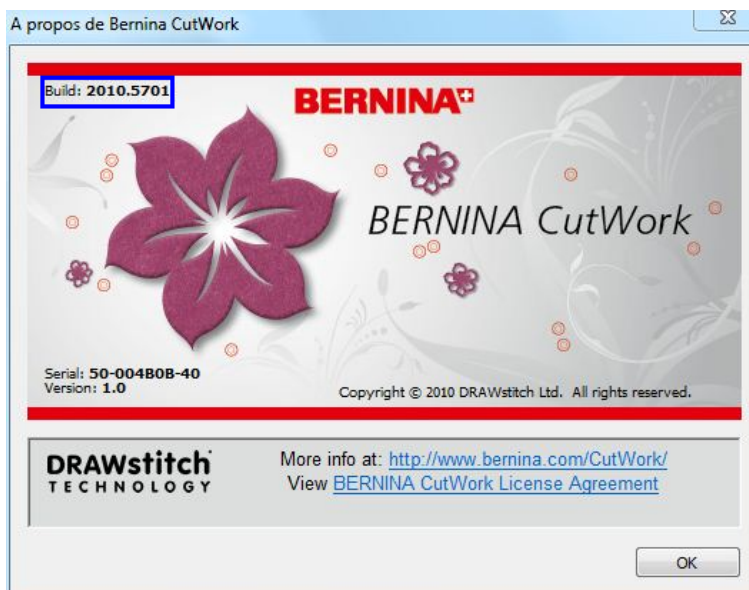 A propos de Bernina CutWork
Build: 2010.5701
BERNINA
BERNINA CutWork
Serial: 50-004B0B-40
Version: 1.0
Copyright © 2010 DRAWstitch Ltd. All rights reserved.
DRAWstitch
TECHNOLOGY
More info at: http://www.bernina.com/CutWork/
View BERNINA CutWork License Agreement
OK